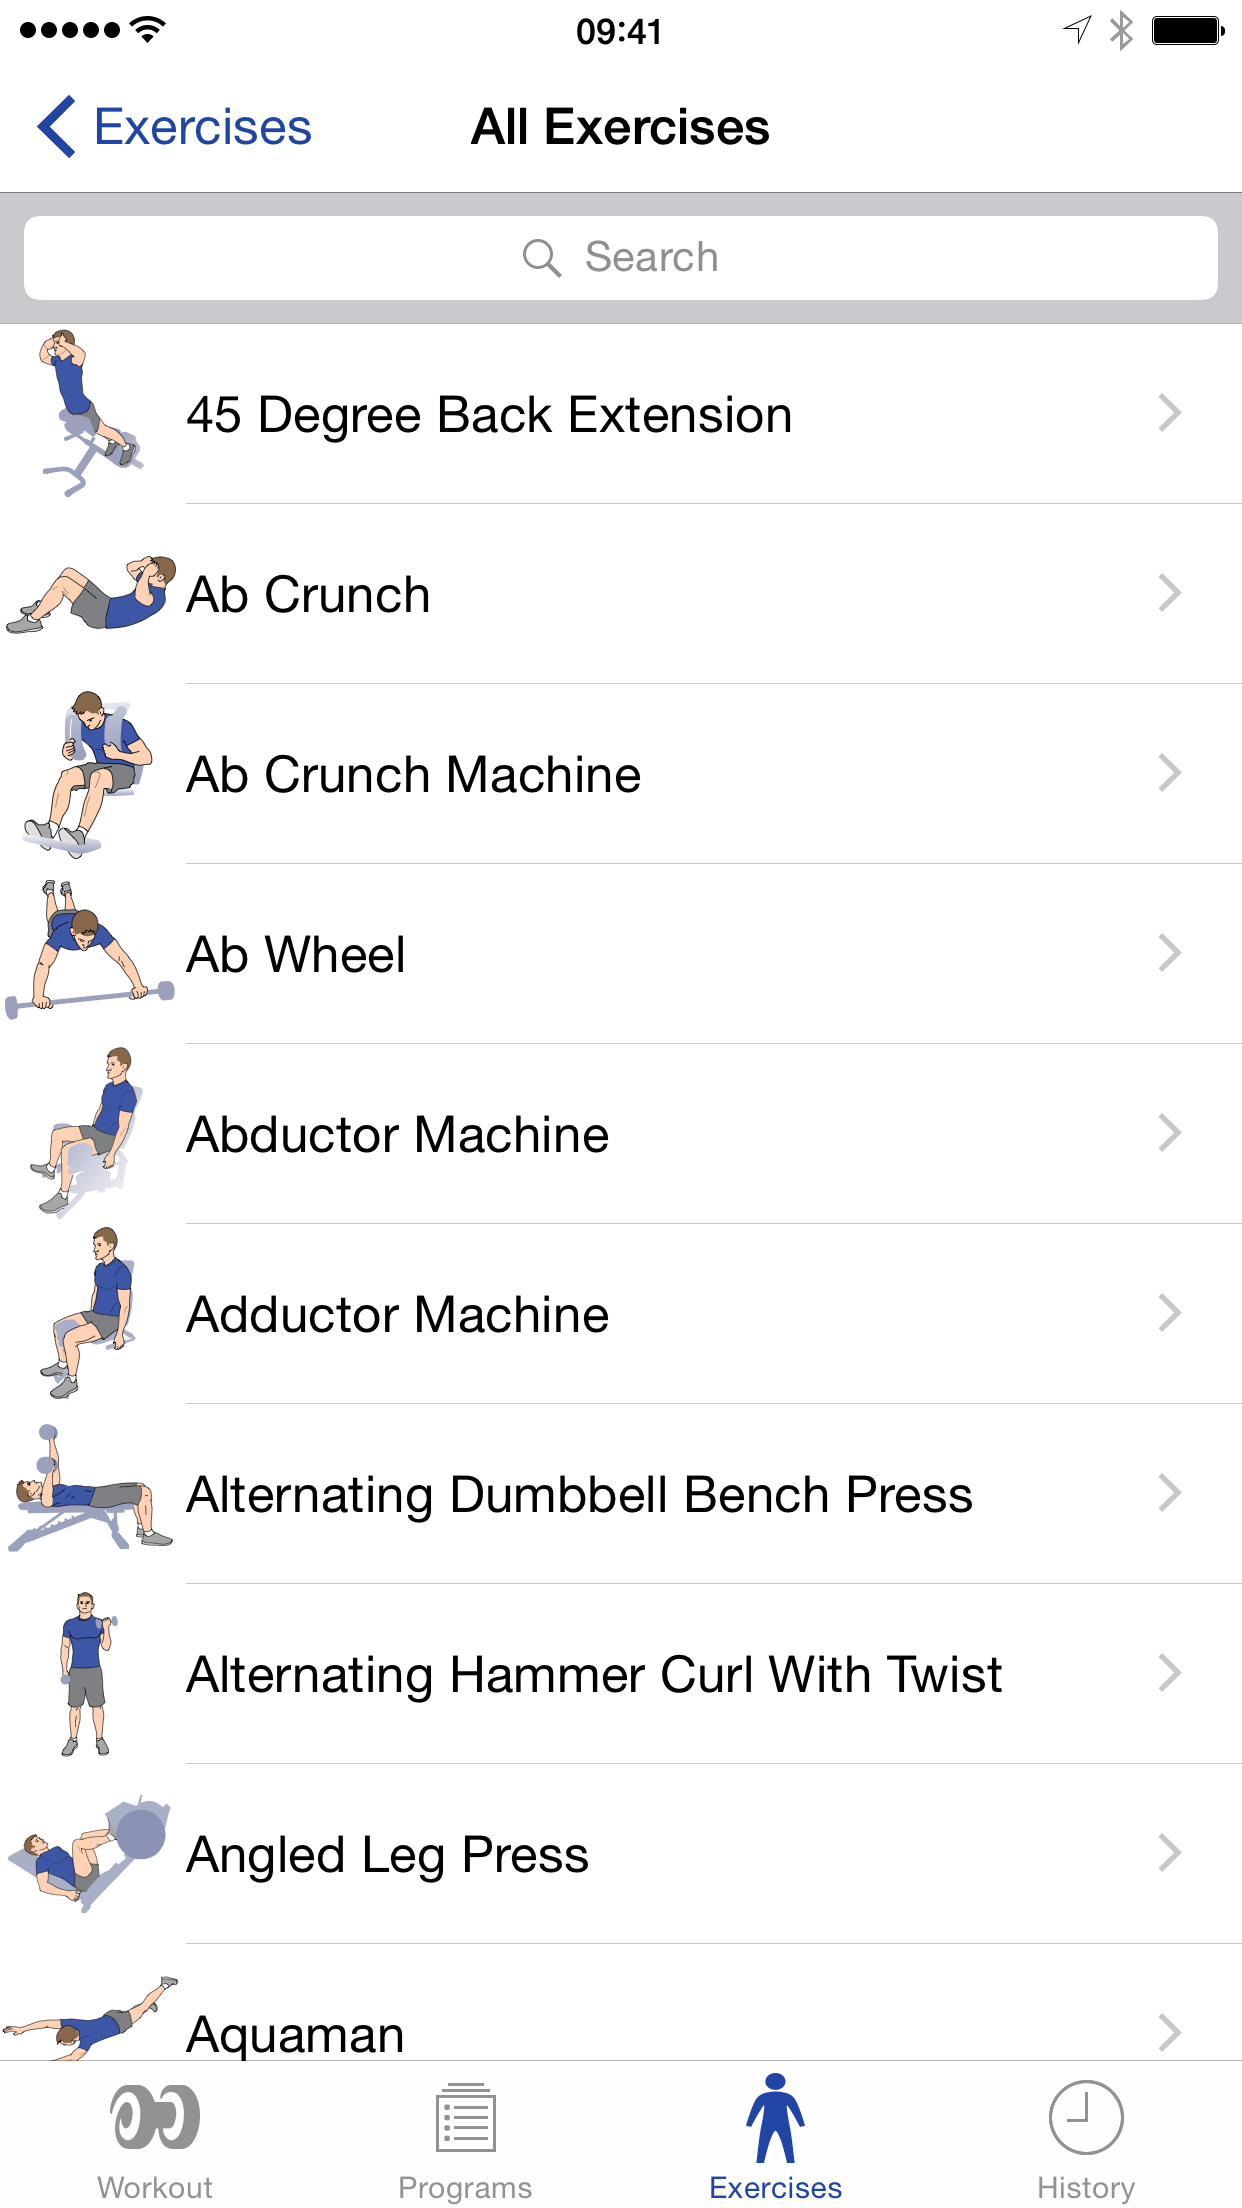 09:41
Exercises
All Exercises
Search
45 Degree Back Extension
Ab Crunch
Ab Crunch Machine
Ab Wheel
Abductor Machine
Adductor Machine
Alternating Dumbbell Bench Press
Alternating Hammer Curl With Twist
Angled Leg Press
Aquaman
Workout
Programs
Exercises
History